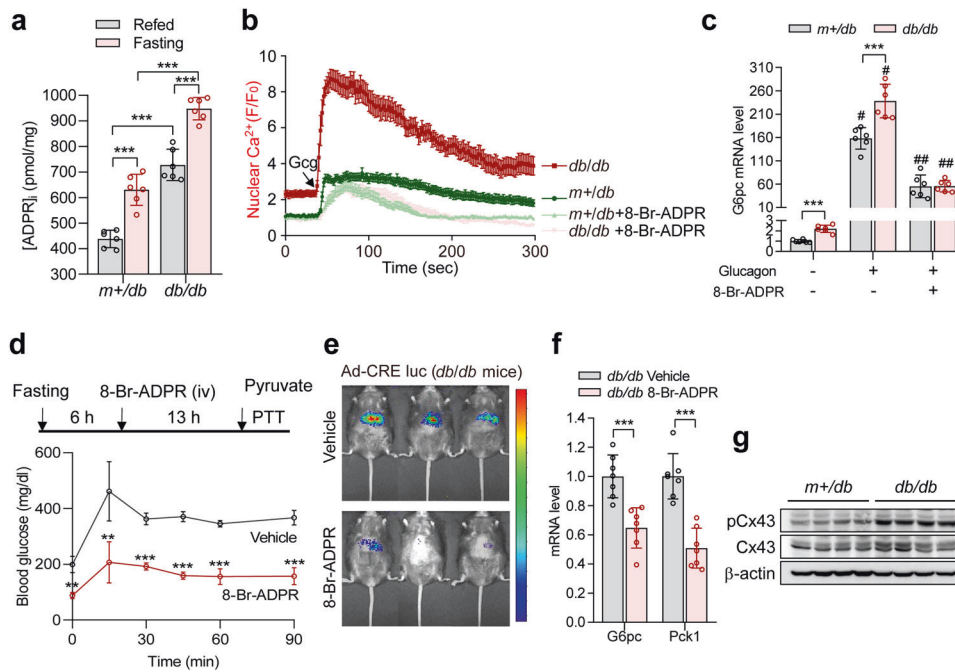 a
Refed
Fasting
***
***
***
***
[ADPR]i (pmol/mg)
1000
900
800
700
600
500
400
300
m+/db
db/db
b
Nuclear Ca2+ (F/F0)
10
8
6
4
2
0
Gcg
db/db
m+/db
m+/db+8-Br-ADPR
db/db +8-Br-ADPR
0
100
200
300
Time (sec)
c
m+/db
db/db
***
#
#
##
##
***
G6pc mRNA level
310
260
210
160
110
60
10
3
2
1
0
Glucagon - + +
8-Br-ADPR - - +
d
Fasting
8-Br-ADPR (iv)
Pyruvate
6 h
13 h
PTT
Blood glucose (mg/dl)
600
400
200
0
Vehicle
8-Br-ADPR
**
**
***
***
***
***
0
30
60
90
Time (min)
e
Ad-CRE luc (db/db mice)
Vehicle
8-Br-ADPR
f
db/db Vehicle
db/db 8-Br-ADPR
***
***
mRNA level
1.4
1.2
1.0
0.8
0.6
0.4
0.2
0
G6pc
Pck1
g
m+/db
db/db
pCx43
Cx43
β-actin